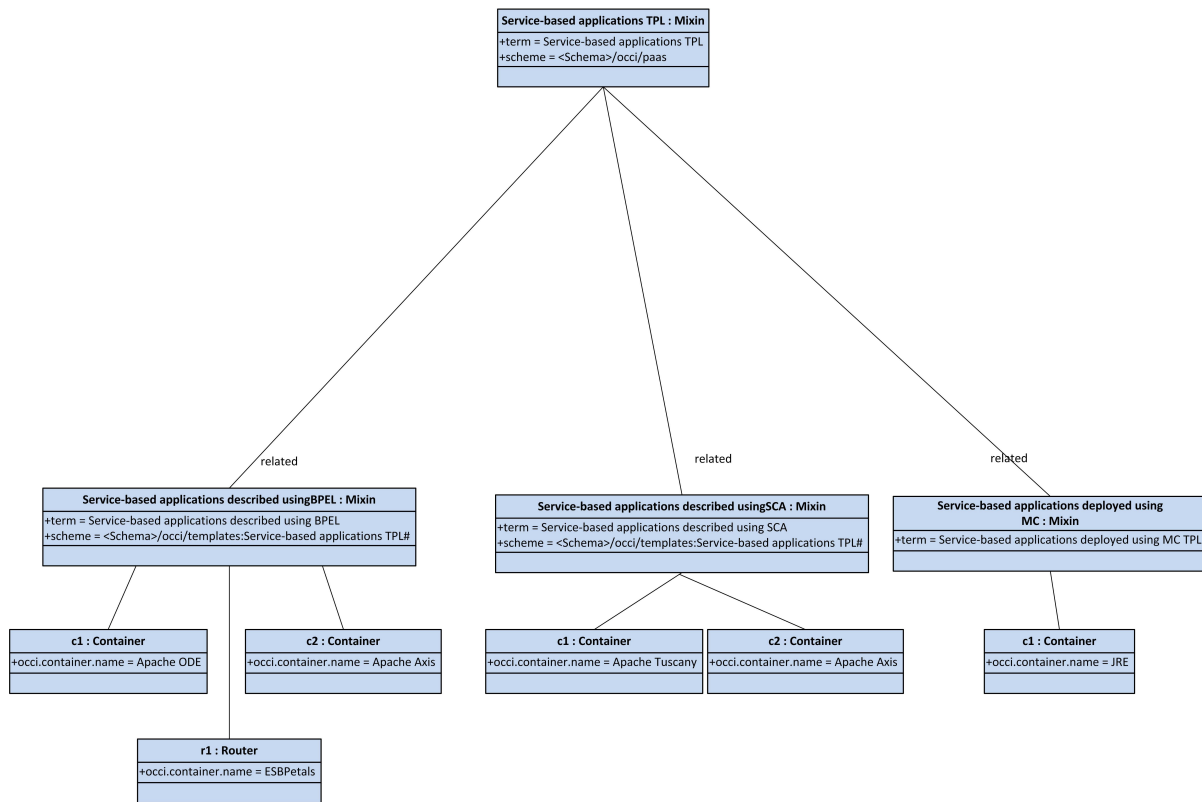 Service-based applications TPL : Mixin
+term = Service-based applications TPL
+scheme = <Schema>/occi/paas
related
related
related
Service-based applications described usingBPEL : Mixin
+term = Service-based applications described using BPEL
+scheme = <Schema>/occi/templates:Service-based applications TPL#
Service-based applications described usingSCA : Mixin
+term = Service-based applications described using SCA
+scheme = <Schema>/occi/templates:Service-based applications TPL#
Service-based applications deployed using
MC : Mixin
+term = Service-based applications deployed using MC TPL
c1 : Container
+occi.container.name = Apache ODE
c2 : Container
+occi.container.name = Apache Axis
c1 : Container
+occi.container.name = Apache Tuscany
c2 : Container
+occi.container.name = Apache Axis
c1 : Container
+occi.container.name = JRE
r1 : Router
+occi.container.name = ESBPetals